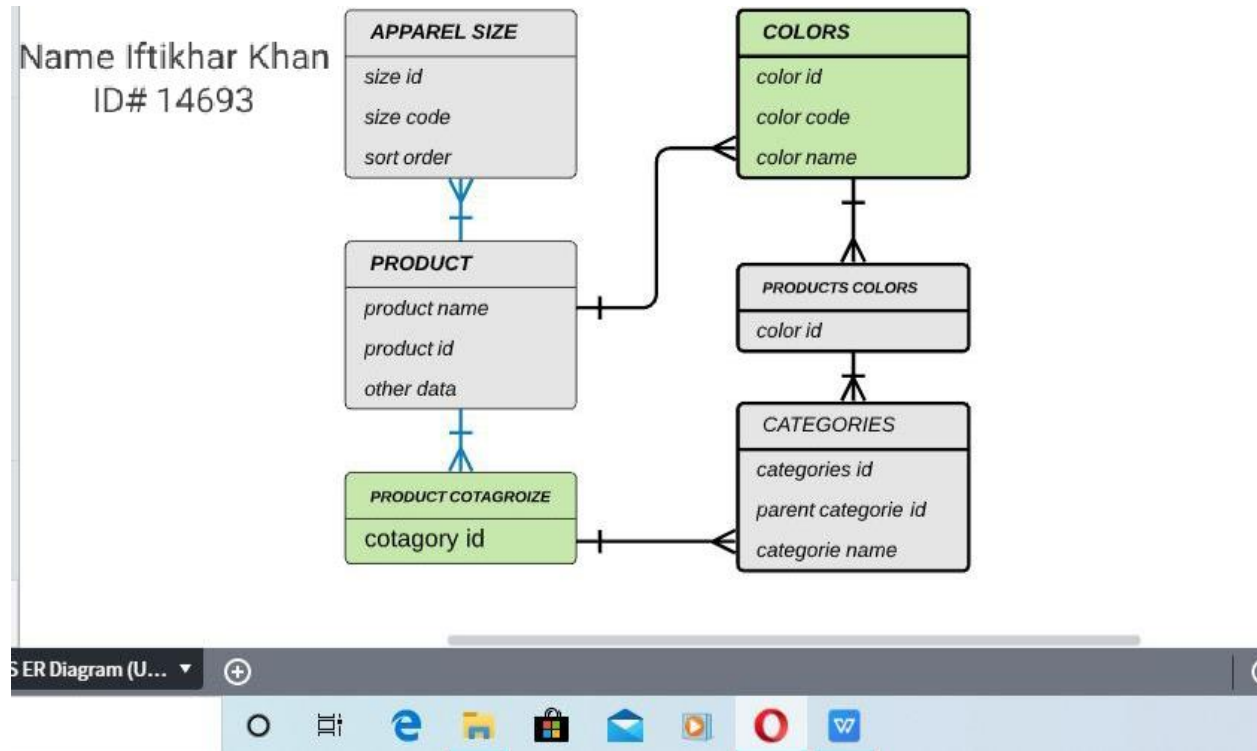 Name Iftikhar Khan
ID# 14693
APPAREL SIZE
size id
size code
sort order
COLORS
color id
color code
color name
PRODUCT
product name
product id
other data
PRODUCTS COLORS
color id
PRODUCT COTAGROIZE
cotagory id
CATEGORIES
categories id
parent categorie id
categorie name
S ER Diagram (U...